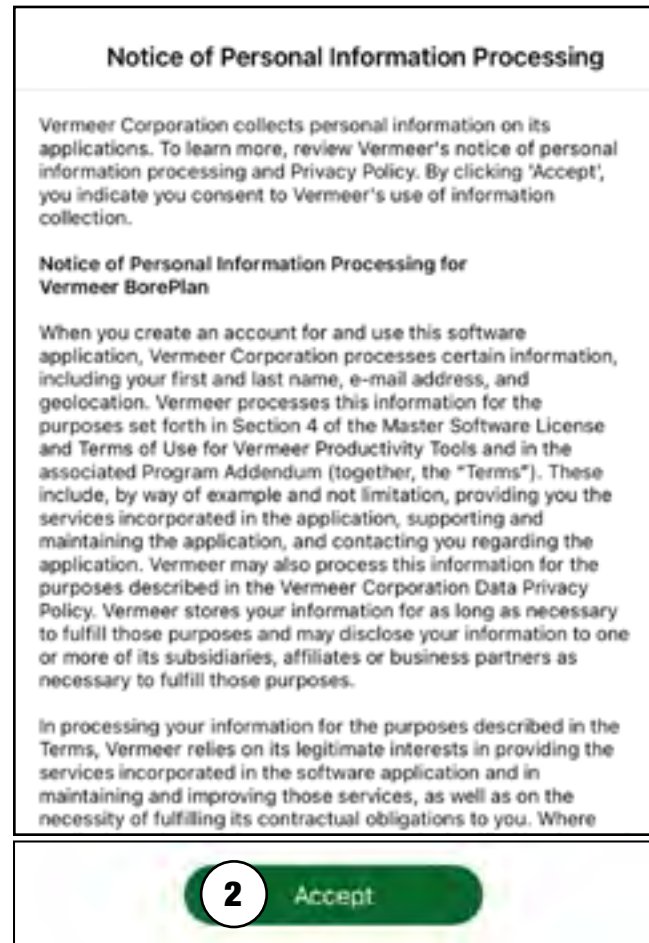 Notice of Personal Information Processing
Vermeer Corporation collects personal information on its
applications. To learn more, review Vermeer's notice of personal
information processing and Privacy Policy. By clicking 'Accept',
you indicate you consent to Vermeer's use of information
collection.
Notice of Personal Information Processing for
Vermeer BorePlan
When you create an account for and use this software
application, Vermeer Corporation processes certain information,
including your first and last name, e-mail address, and
geolocation. Vermeer processes this information for the
purposes set forth in Section 4 of the Master Software License
and Terms of Use for Vermeer Productivity Tools and in the
associated Program Addendum (together, the "Terms"). These
include, by way of example and not limitation, providing you the
services incorporated in the application, supporting and
maintaining the application, and contacting you regarding the
application. Vermeer may also process this information for the
purposes described in the Vermeer Corporation Data Privacy
Policy. Vermeer stores your information for as long as necessary
to fulfill those purposes and may disclose your information to one
or more of its subsidiaries, affiliates or business partners as
necessary to fulfill those purposes.
In processing your information for the purposes described in the
Terms, Vermeer relies on its legitimate interests in providing the
services incorporated in the software application and in
maintaining and improving those services, as well as on the
necessity of fulfilling its contractual obligations to you. Where
2 Accept